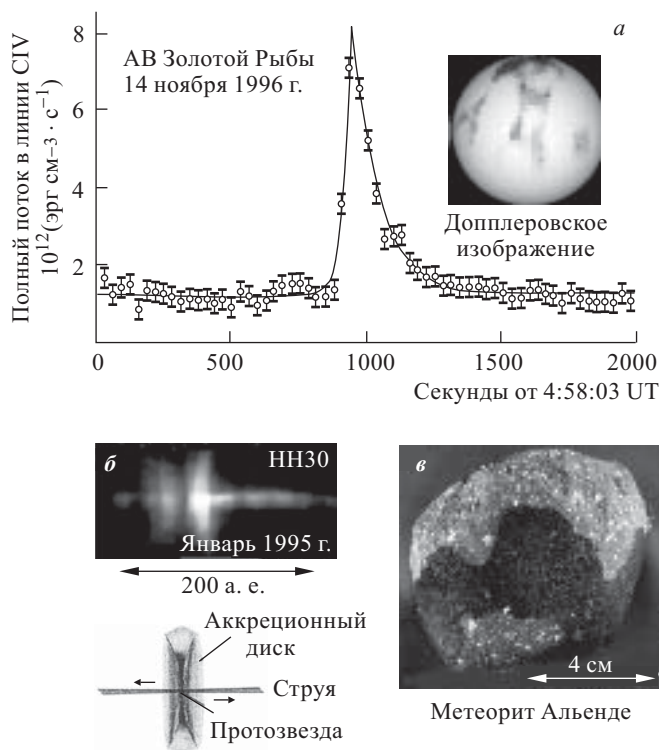 а
АВ Золотой Рыбы
14 ноября 1996 г.
Полный поток в линии CIV
10¹²(эрг см−3 · с⁻¹)
8
6
4
2
Допплеровское
изображение
0
500
1000
1500
2000
Секунды от 4:58:03 UT
б
НН30
Январь 1995 г.
200 а. е.
Аккреционный
диск
Струя
Протозвезда
в
4 см
Метеорит Альенде